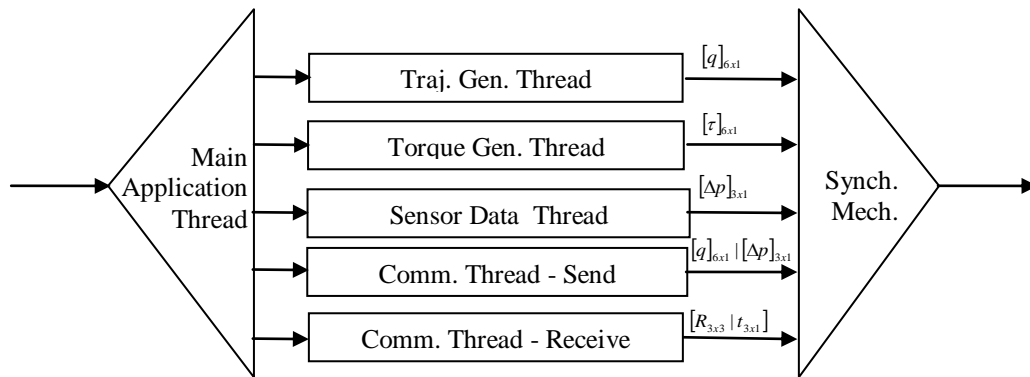 Main
Application
Thread
Traj. Gen. Thread
[q]6x1
Torque Gen. Thread
[τ]6x1
Sensor Data Thread
[Δp]3x1
Comm. Thread - Send
[q]6x1 | [Δp]3x1
Comm. Thread - Receive
[R3x3 | t3x1]
Synch.
Mech.